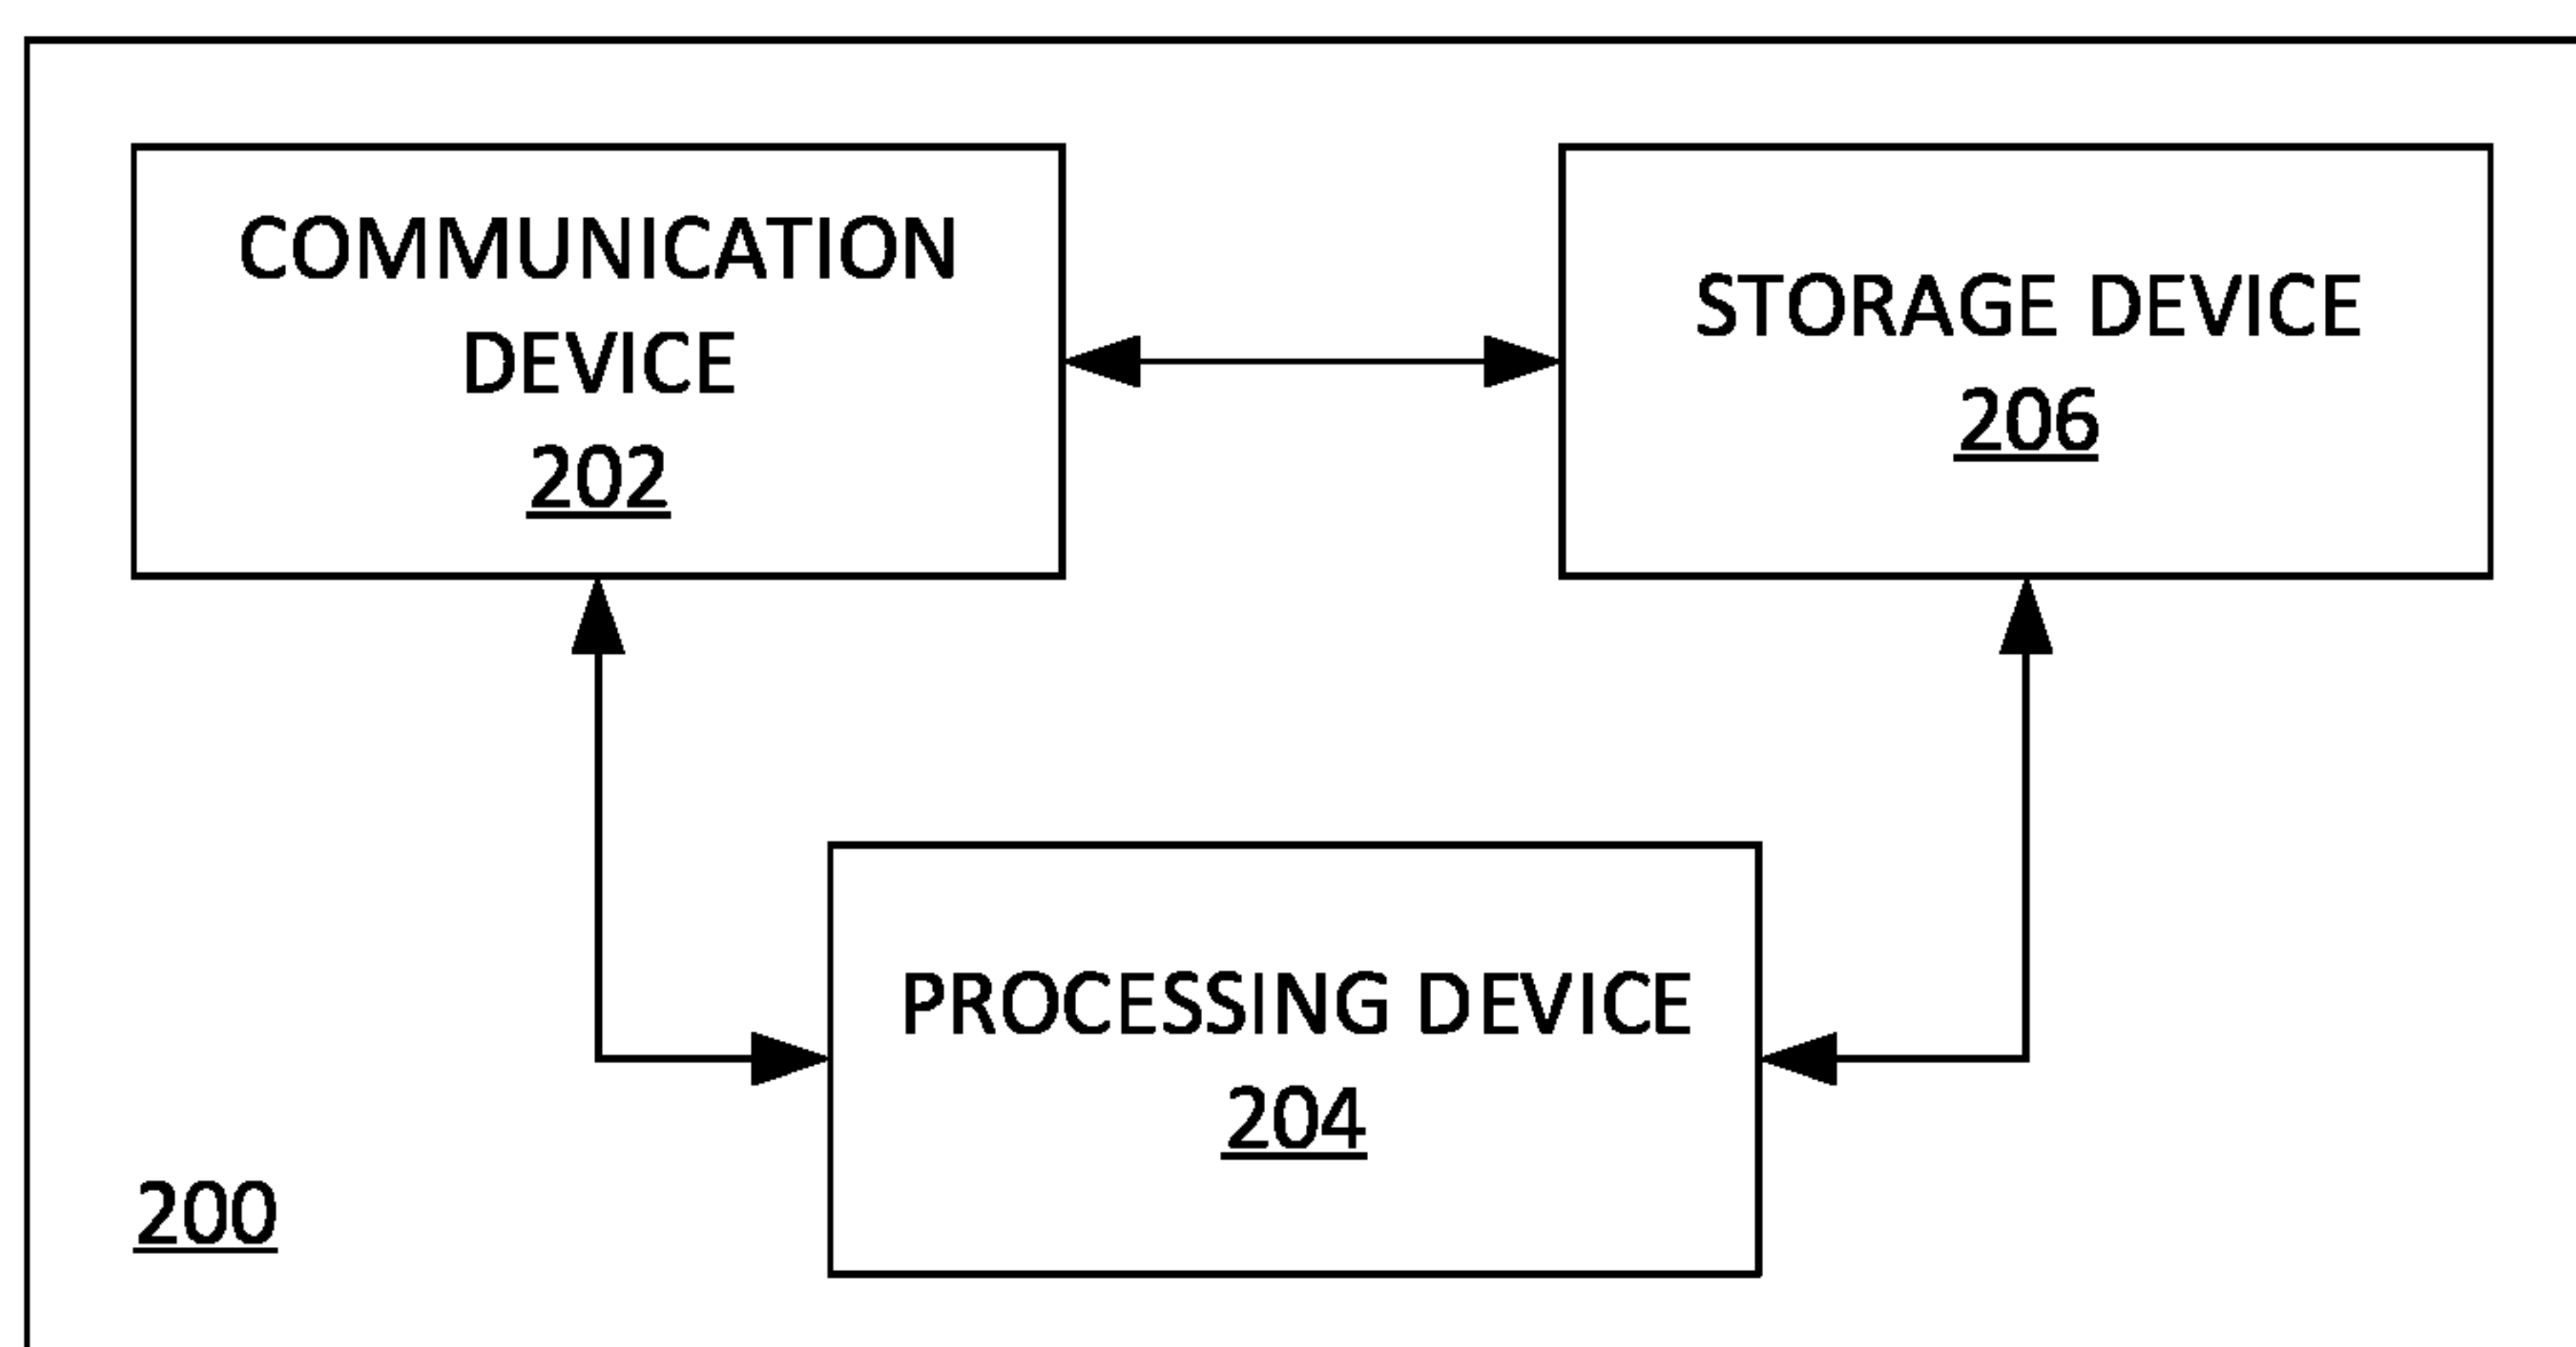 COMMUNICATION
DEVICE
202
STORAGE DEVICE
206
PROCESSING DEVICE
204
200